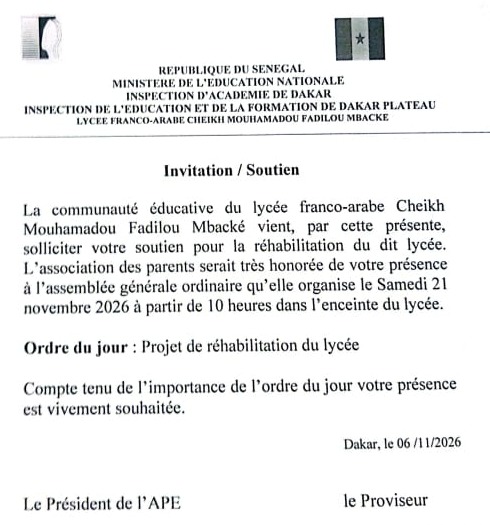 REPUBLIQUE DU SENEGAL
MINISTERE DE L'EDUCATION NATIONALE
INSPECTION D'ACADEMIE DE DAKAR
INSPECTION DE L'EDUCATION ET DE LA FORMATION DE DAKAR PLATEAU
LYCEE FRANCO-ARABE CHEIKH MOUHAMADOU FADILOU MBACKE
Invitation / Soutien
La communauté éducative du lycée franco-arabe Cheikh
Mouhamadou Fadilou Mbacké vient, par cette présente,
solliciter votre soutien pour la réhabilitation du dit lycée.
L'association des parents serait très honorée de votre présence
à l'assemblée générale ordinaire qu'elle organise le Samedi 21
novembre 2026 à partir de 10 heures dans l'enceinte du lycée.
Ordre du jour : Projet de réhabilitation du lycée
Compte tenu de l'importance de l'ordre du jour votre présence
est vivement souhaitée.
Dakar, le 06 /11/2026
Le Président de l'APE le Proviseur